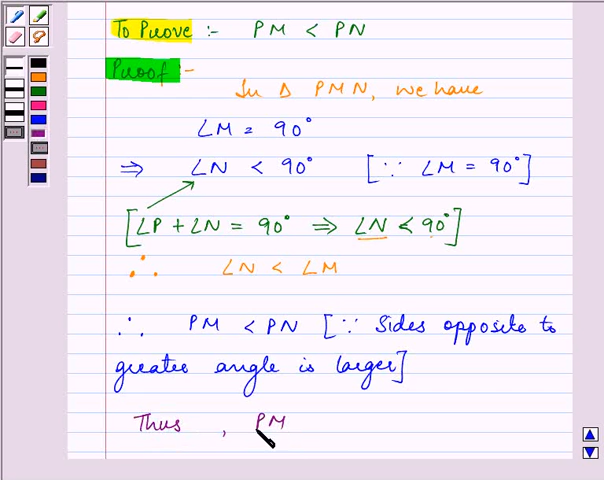 To Prove :- PM < PN
Proof :-
In Δ PMN, we have
∠M = 90°
⇒ ∠N < 90° [∵ ∠M = 90°]
[∠P + ∠N = 90° ⇒ ∠N < 90°]
∴ ∠N < ∠M
∴ PM < PN [∵ Sides opposite to
greater angle is larger]
Thus , PM